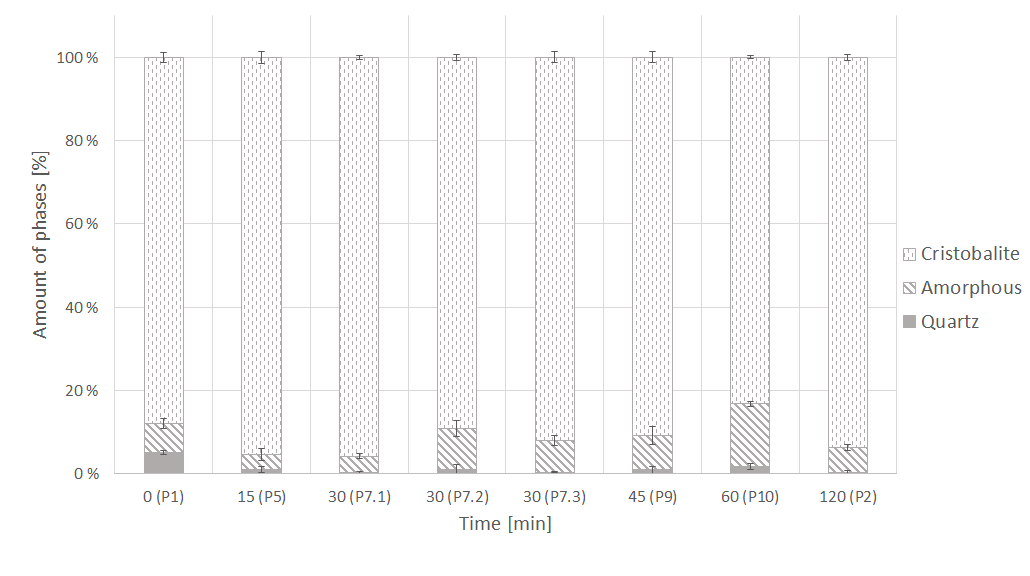 100 %
80 %
60 %
40 %
20 %
0 %
Amount of phases [%]
0 (P1) 15 (P5) 30 (P7.1) 30 (P7.2) 30 (P7.3) 45 (P9) 60 (P10) 120 (P2)
Time [min]
Cristobalite
Amorphous
Quartz